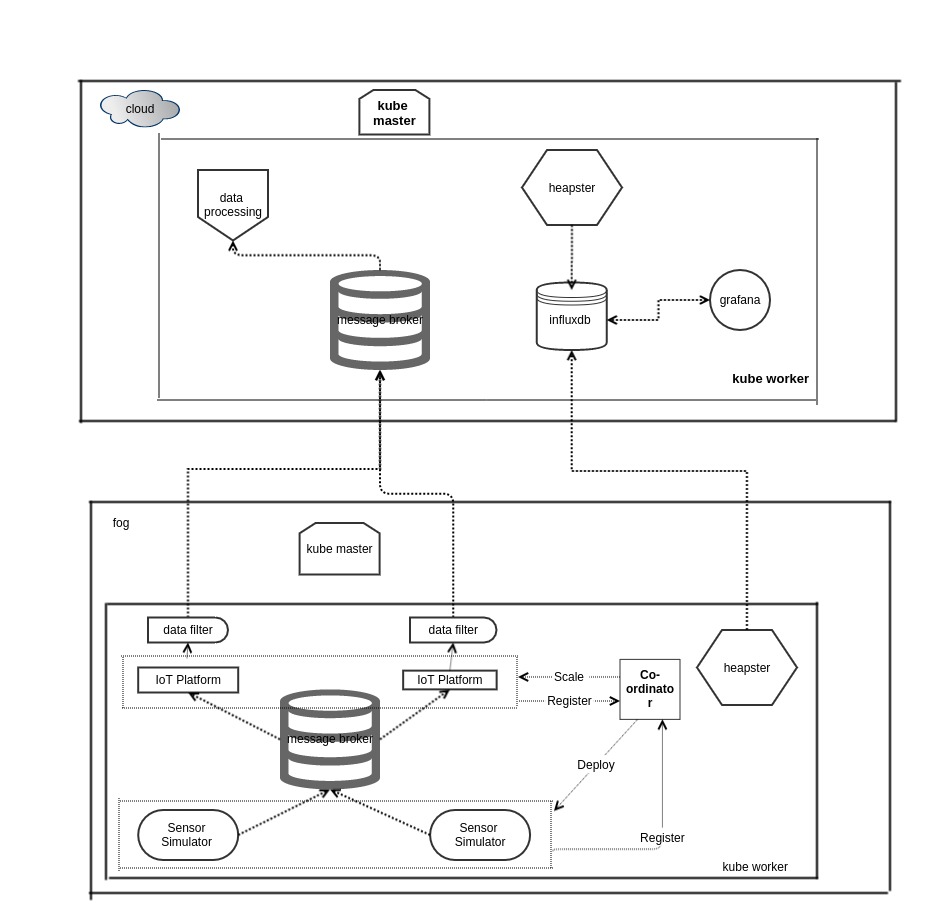 cloud
kube
master
data
processing
heapster
message broker
influxdb
grafana
kube worker
fog
kube master
data filter
data filter
IoT Platform
IoT Platform
Scale
Register
Co-
ordinato
r
heapster
message broker
Deploy
Sensor
Simulator
Sensor
Simulator
Register
kube worker